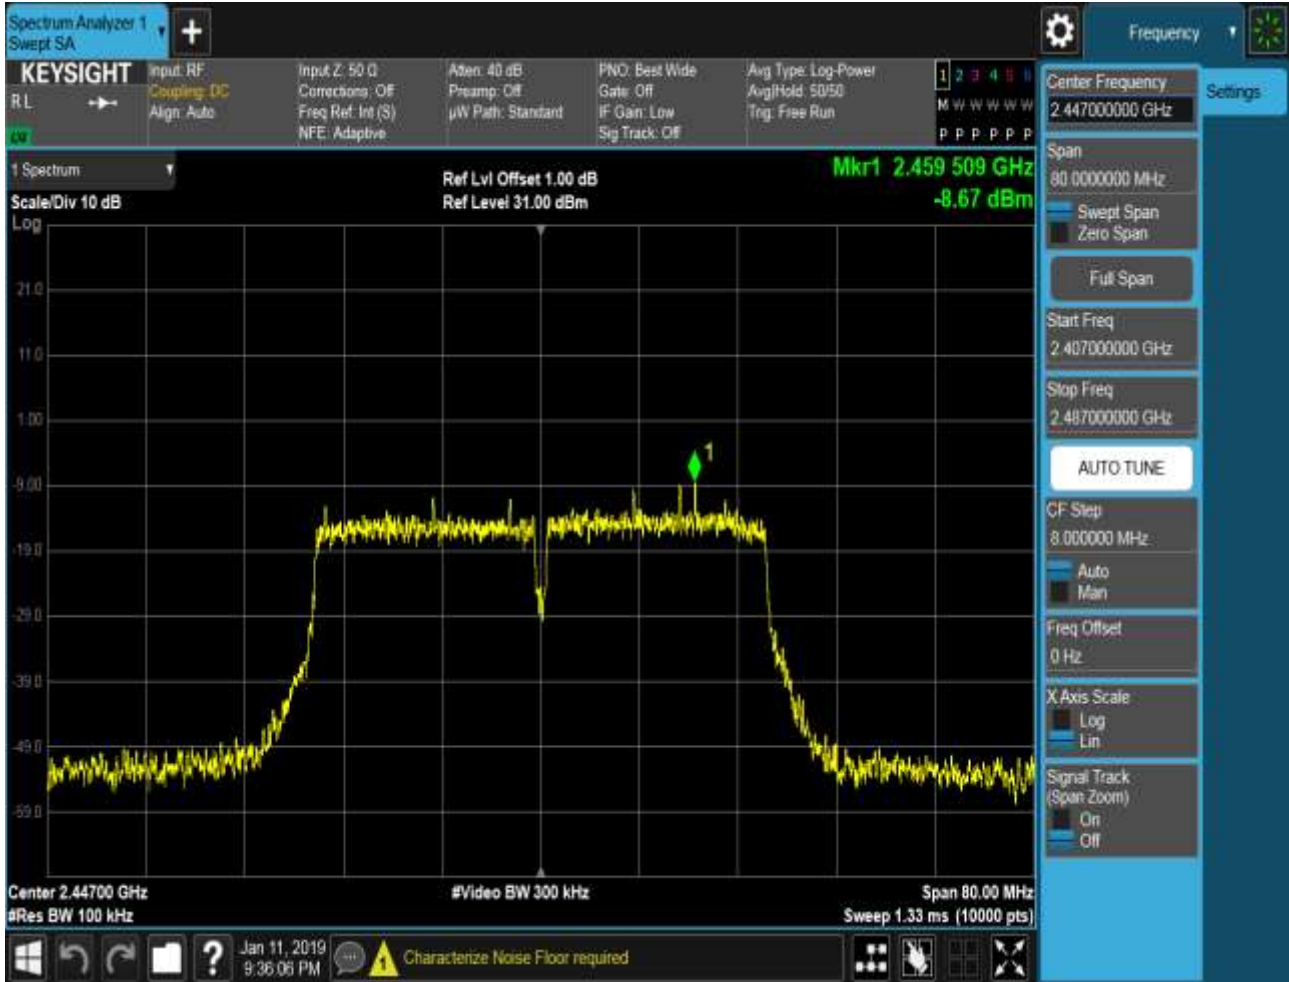 Spectrum Analyzer 1
Swept SA
+
Frequency
KEYSIGHT
RL
LXI
Input: RF
Coupling: DC
Align: Auto
Input Z: 50 Ω
Corrections: Off
Freq Ref: Int (S)
NFE: Adaptive
Atten: 40 dB
Preamp: Off
µW Path: Standard
PNO: Best Wide
Gate: Off
IF Gain: Low
Sig Track: Off
Avg Type: Log-Power
Avg|Hold: 50/50
Trig: Free Run
1 2 3 4 5 6
M W W W W W
P P P P P P
1 Spectrum
Scale/Div 10 dB
Log
Ref Lvl Offset 1.00 dB
Ref Level 31.00 dBm
Mkr1 2.459 509 GHz
-8.67 dBm
21.0
11.0
1.00
-9.00
-19.0
-29.0
-39.0
-49.0
-59.0
1
Center 2.44700 GHz
#Res BW 100 kHz
#Video BW 300 kHz
Span 80.00 MHz
Sweep 1.33 ms (10000 pts)
Jan 11, 2019
9:36:06 PM
?
1
Characterize Noise Floor required
Center Frequency
2.447000000 GHz
Settings
Span
80.0000000 MHz
Swept Span
Zero Span
Full Span
Start Freq
2.407000000 GHz
Stop Freq
2.487000000 GHz
AUTO TUNE
CF Step
8.000000 MHz
Auto
Man
Freq Offset
0 Hz
X Axis Scale
Log
Lin
Signal Track
(Span Zoom)
On
Off